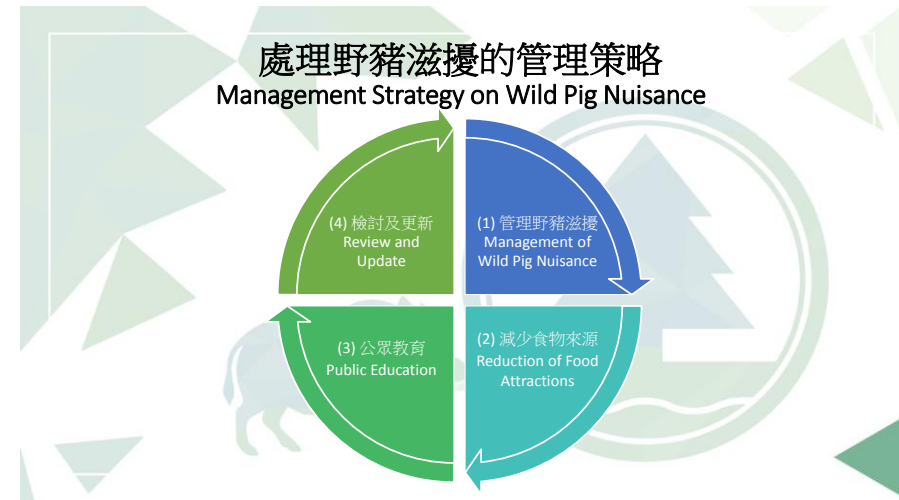 處理野豬滋擾的管理策略
Management Strategy on Wild Pig Nuisance
(1) 管理野豬滋擾
Management of
Wild Pig Nuisance
(2) 減少食物來源
Reduction of Food
Attractions
(3) 公眾教育
Public Education
(4) 檢討及更新
Review and
Update